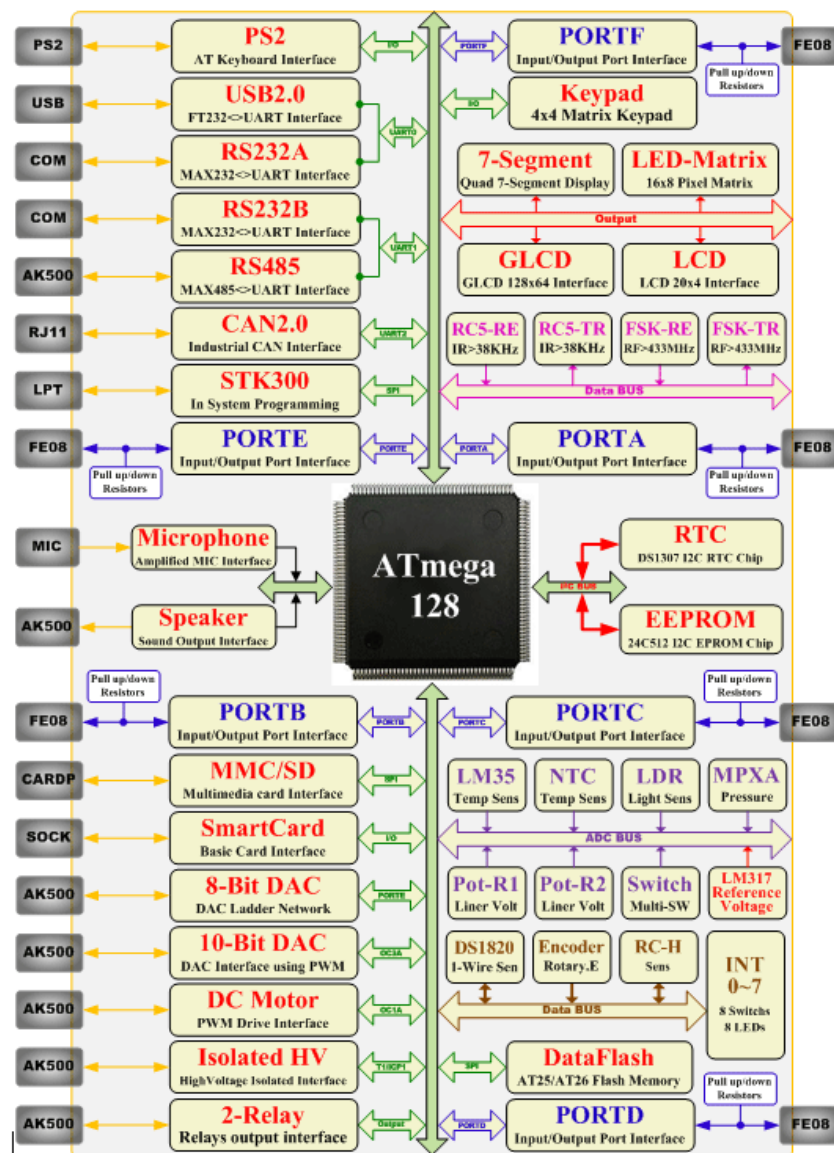 PS2
PS2
AT Keyboard Interface
I/O
PORTF
PORTF
Input/Output Port Interface
FE08
Pull up/down
Resistors
USB
USB2.0
FT232<>UART Interface
UART0
I/O
Keypad
4x4 Matrix Keypad
COM
RS232A
MAX232<>UART Interface
7-Segment
Quad 7-Segment Display
LED-Matrix
16x8 Pixel Matrix
COM
RS232B
MAX232<>UART Interface
UART1
Output
AK500
RS485
MAX485<>UART Interface
GLCD
GLCD 128x64 Interface
LCD
LCD 20x4 Interface
RJ11
CAN2.0
Industrial CAN Interface
UART2
RC5-RE
IR>38KHz
RC5-TR
IR>38KHz
FSK-RE
RF>433MHz
FSK-TR
RF>433MHz
LPT
STK300
In System Programming
SPI
Data BUS
FE08
Pull up/down
Resistors
PORTE
Input/Output Port Interface
PORTE
PORTA
PORTA
Input/Output Port Interface
Pull up/down
Resistors
FE08
MIC
Microphone
Amplified MIC Interface
ATmega
128
RTC
DS1307 I2C RTC Chip
I2C BUS
AK500
Speaker
Sound Output Interface
EEPROM
24C512 I2C EPROM Chip
Pull up/down
Resistors
FE08
PORTB
Input/Output Port Interface
PORTB
PORTC
PORTC
Input/Output Port Interface
Pull up/down
Resistors
FE08
CARDP
MMC/SD
Multimedia card Interface
SPI
LM35
Temp Sens
NTC
Temp Sens
LDR
Light Sens
MPXA
Pressure
SOCK
SmartCard
Basic Card Interface
I/O
ADC BUS
AK500
8-Bit DAC
DAC Ladder Network
PORTE
Pot-R1
Liner Volt
Pot-R2
Liner Volt
Switch
Multi-SW
LM317
Reference
Voltage
AK500
10-Bit DAC
DAC Interface using PWM
OC3A
DS1820
1-Wire Sen
Encoder
Rotary.E
RC-H
Sens
INT
0~7
8 Switchs
8 LEDs
AK500
DC Motor
PWM Drive Interface
OC1A
Data BUS
AK500
Isolated HV
HighVoltage Isolated Interface
T1/ICP1
SPI
DataFlash
AT25/AT26 Flash Memory
Pull up/down
Resistors
AK500
2-Relay
Relays output interface
Output
PORTD
PORTD
Input/Output Port Interface
FE08